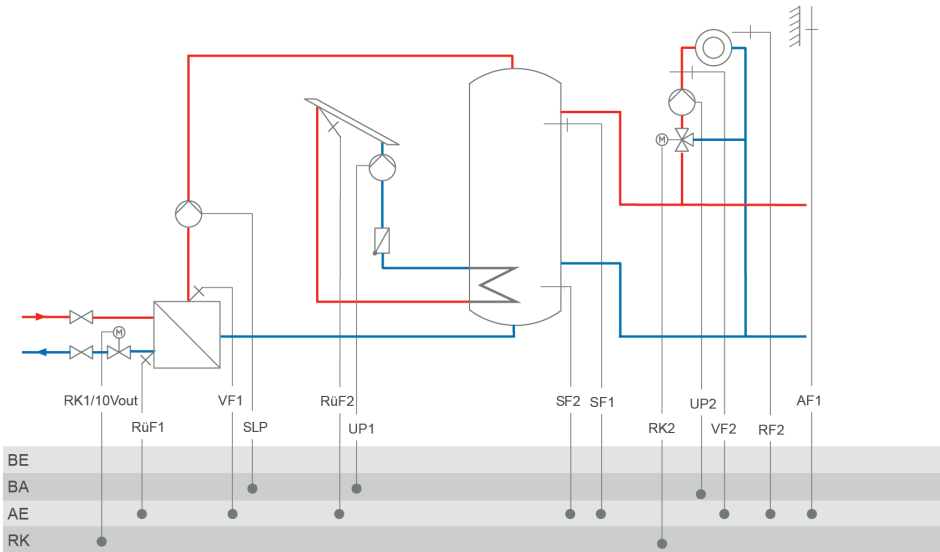 M
M
RK1/10Vout
VF1
RüF2
SF2
SF1
UP2
AF1
RüF1
SLP
UP1
RK2
VF2
RF2
BE
BA
AE
RK